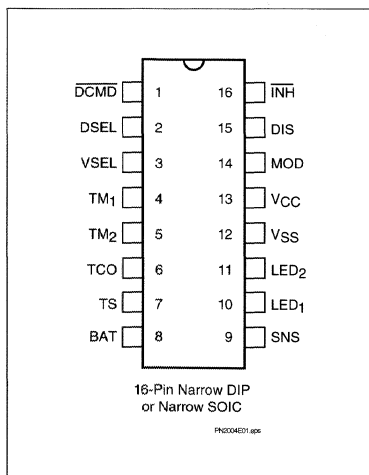 D̅C̅M̅D̅ 1 16 I̅N̅H̅
DSEL 2 15 DIS
VSEL 3 14 MOD
TM1 4 13 VCC
TM2 5 12 VSS
TCO 6 11 LED2
TS 7 10 LED1
BAT 8 9 SNS
16-Pin Narrow DIP
or Narrow SOIC
PN2004E01.eps